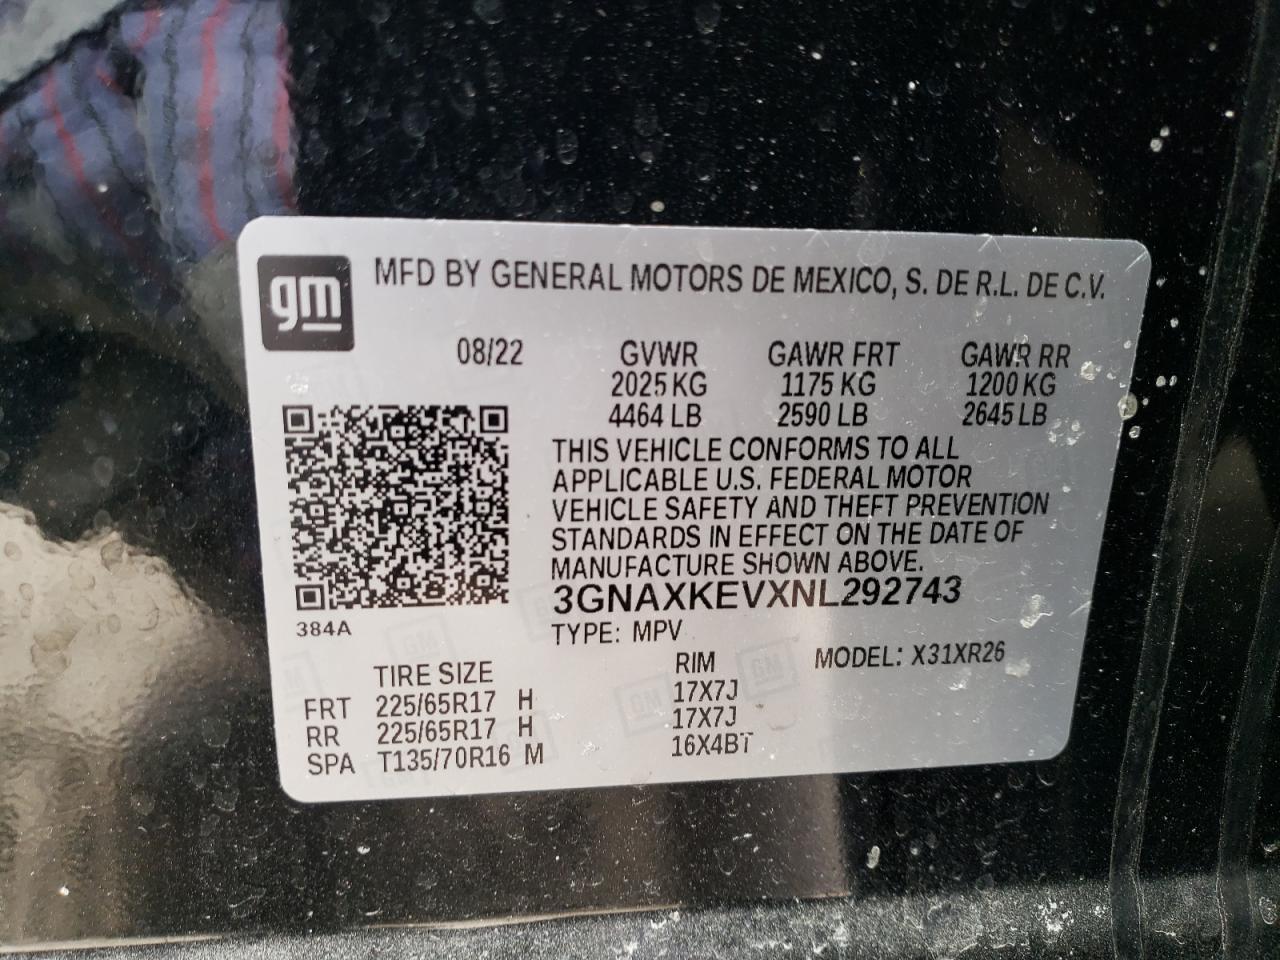 gm
MFD BY GENERAL MOTORS DE MEXICO, S. DE R.L. DE C.V.
08/22 GVWR GAWR FRT GAWR RR
2025 KG 1175 KG 1200 KG
4464 LB 2590 LB 2645 LB
THIS VEHICLE CONFORMS TO ALL
APPLICABLE U.S. FEDERAL MOTOR
VEHICLE SAFETY AND THEFT PREVENTION
STANDARDS IN EFFECT ON THE DATE OF
MANUFACTURE SHOWN ABOVE.
3GNAXKEVXNL292743
384A
TYPE: MPV
TIRE SIZE RIM MODEL: X31XR26
FRT 225/65R17 H 17X7J
RR 225/65R17 H 17X7J
SPA T135/70R16 M 16X4BT